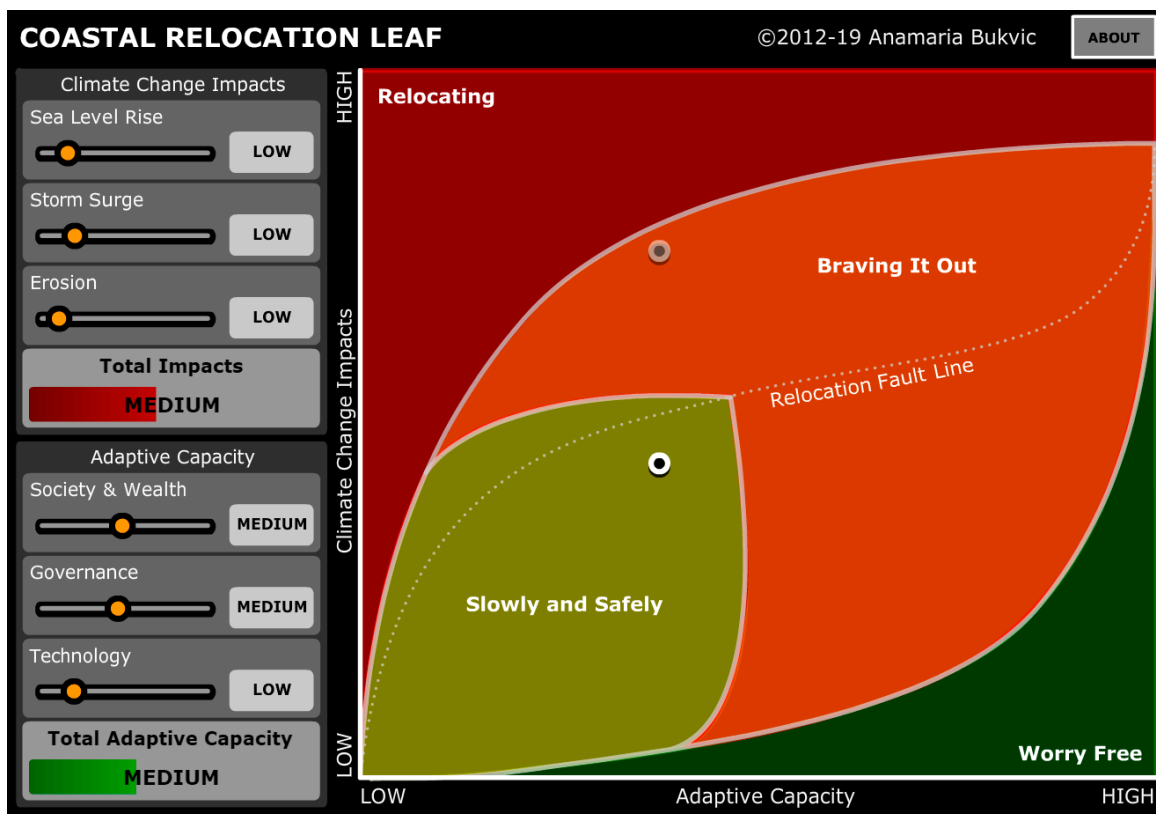 COASTAL RELOCATION LEAF
©2012-19 Anamaria Bukvic
ABOUT
Climate Change Impacts
Sea Level Rise
LOW
Storm Surge
LOW
Erosion
LOW
Total Impacts
MEDIUM
Adaptive Capacity
Society & Wealth
MEDIUM
Governance
MEDIUM
Technology
LOW
Total Adaptive Capacity
MEDIUM
HIGH
Climate Change Impacts
LOW
Relocating
Braving It Out
Relocation Fault Line
Slowly and Safely
Worry Free
LOW
Adaptive Capacity
HIGH